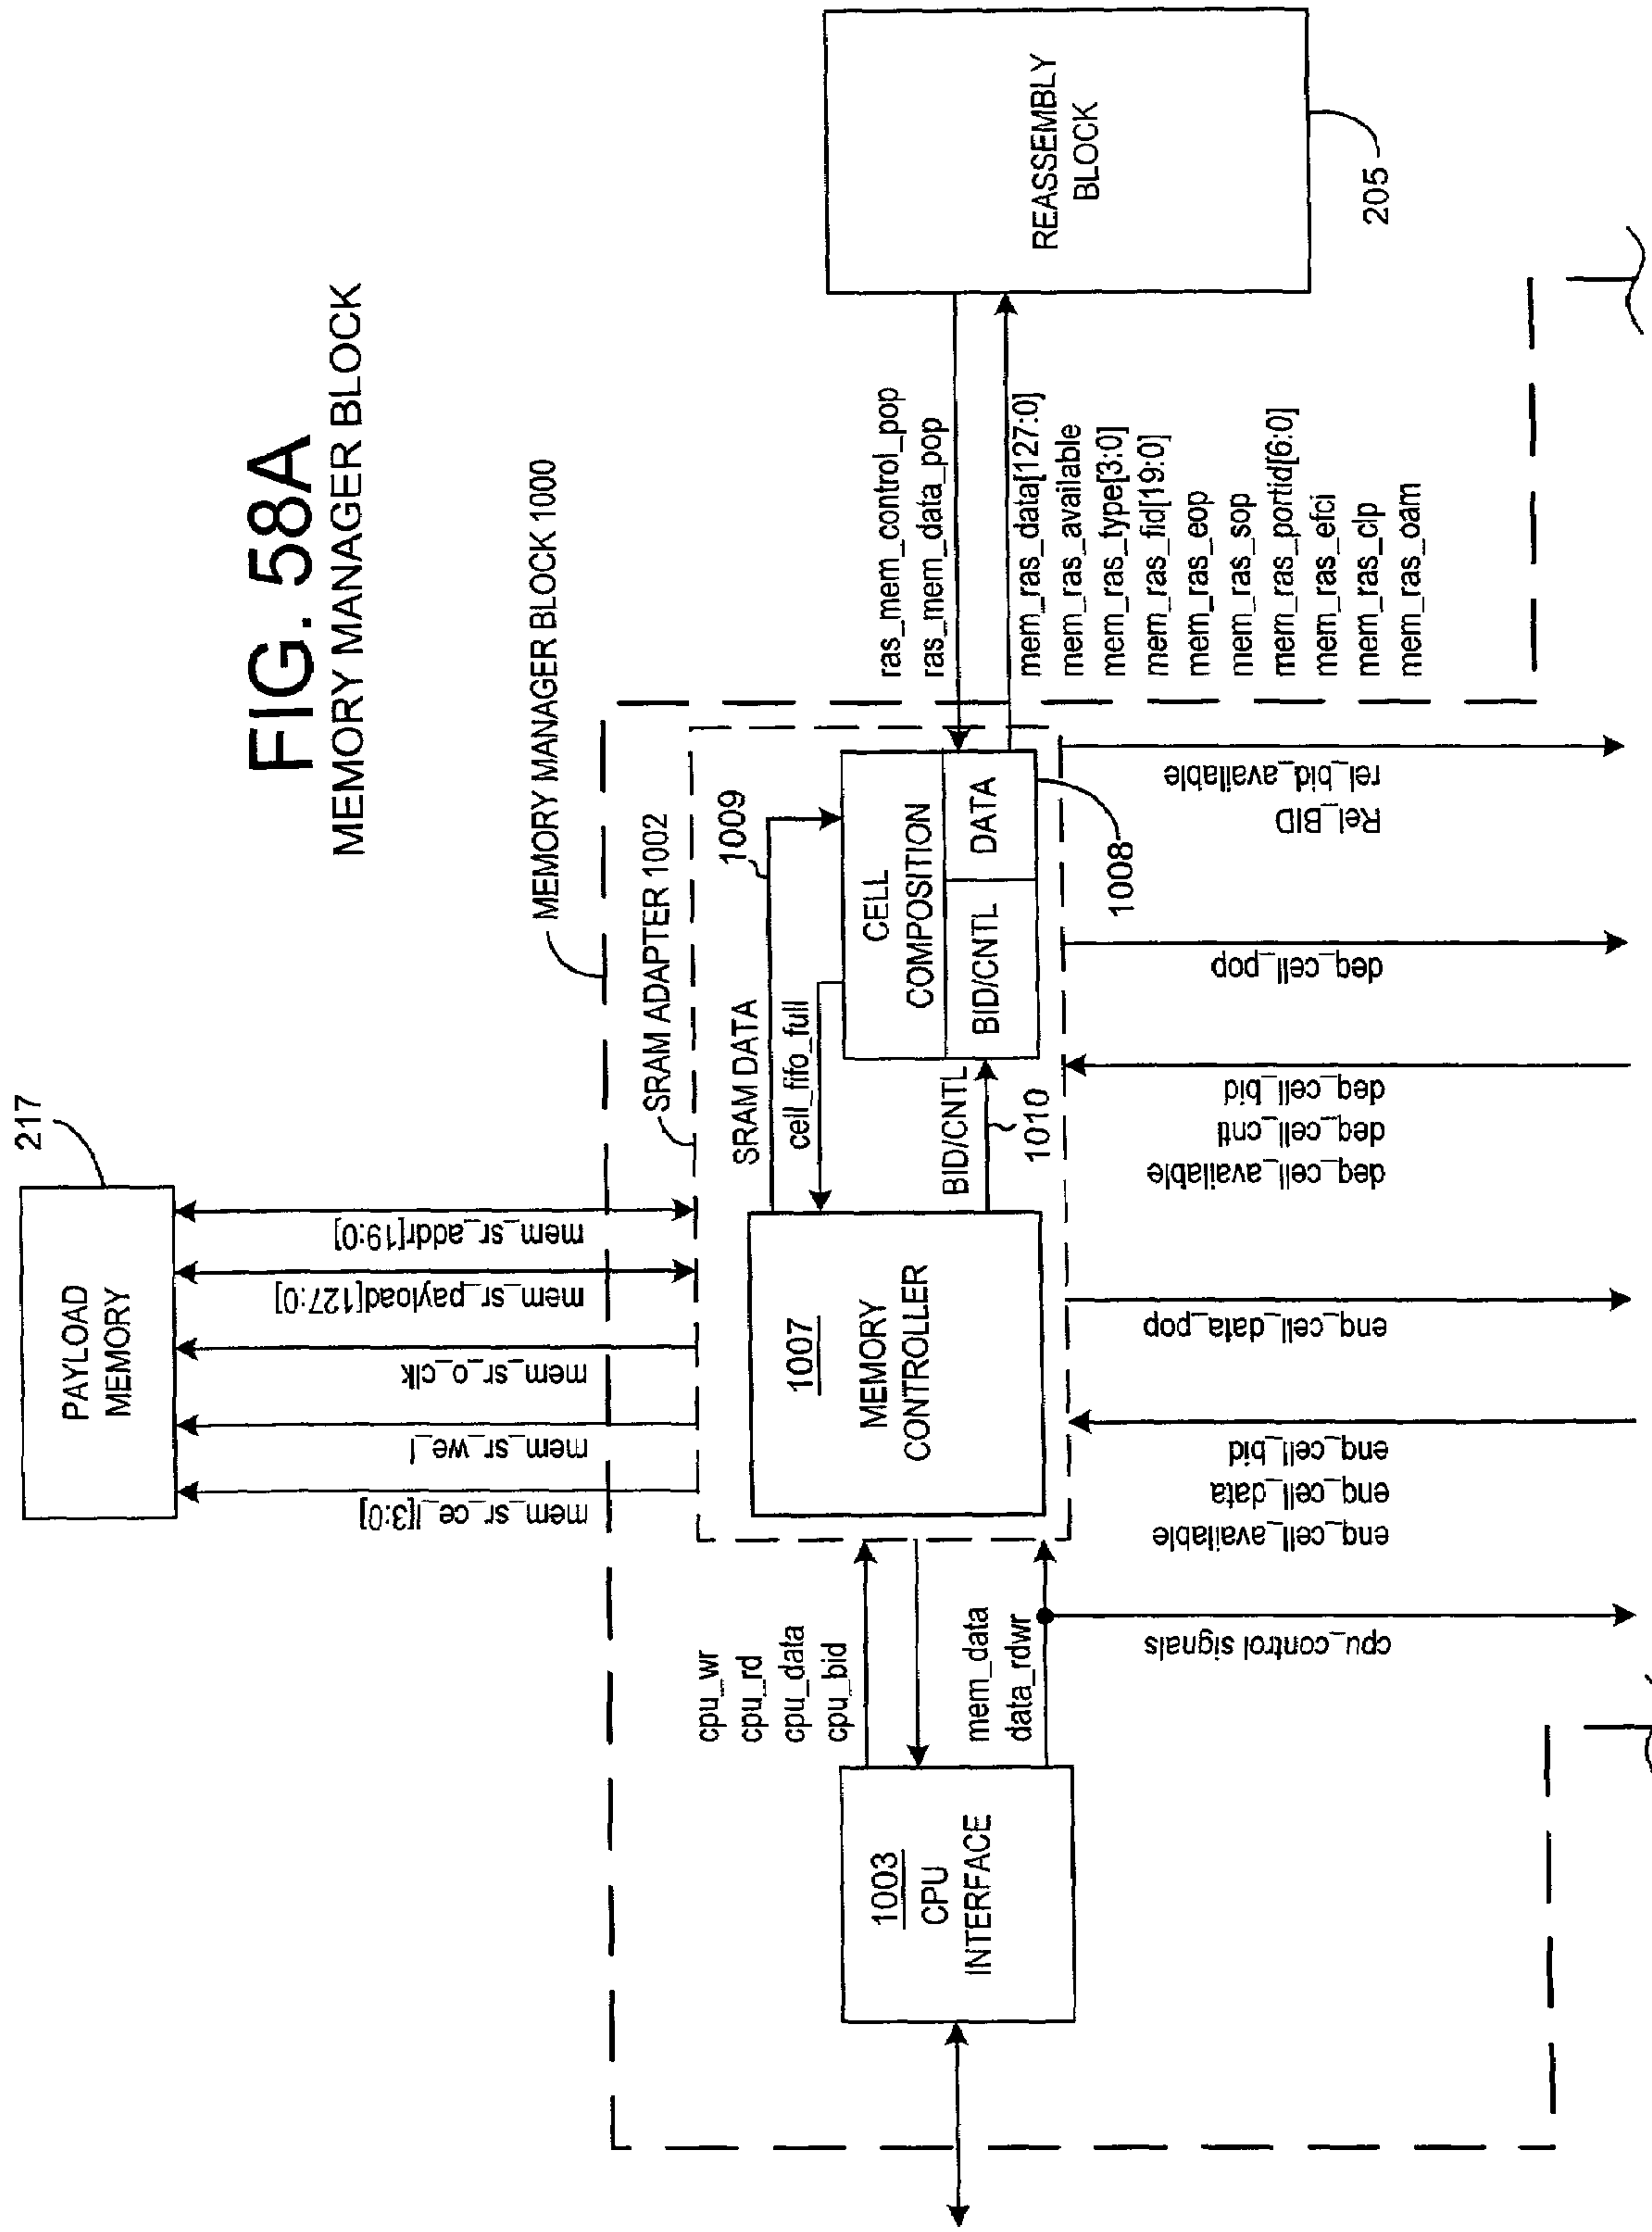 FIG. 58A
MEMORY MANAGER BLOCK
217
PAYLOAD
MEMORY
mem_sr_ce_l[3:0]
mem_sr_we_l
mem_sr_o_clk
mem_sr_payload[127:0]
mem_sr_addr[19:0]
MEMORY MANAGER BLOCK 1000
SRAM ADAPTER 1002
1003
CPU
INTERFACE
cpu_wr
cpu_rd
cpu_data
cpu_bid
mem_data
data_rdwr
1007
MEMORY
CONTROLLER
SRAM DATA
1009
cell_fifo_full
BID/CNTL
1010
CELL
COMPOSITION
BID/CNTL
DATA
1008
ras_mem_control_pop
ras_mem_data_pop
mem_ras_data[127:0]
mem_ras_available
mem_ras_type[3:0]
mem_ras_fid[19:0]
mem_ras_eop
mem_ras_sop
mem_ras_portid[6:0]
mem_ras_efci
mem_ras_clp
mem_ras_oam
REASSEMBLY
BLOCK
205
cpu_control signals
enq_cell_available
enq_cell_data
enq_cell_bid
enq_cell_data_pop
deq_cell_available
deq_cell_cntl
deq_cell_bid
deq_cell_pop
Rel_BID
rel_bid_available